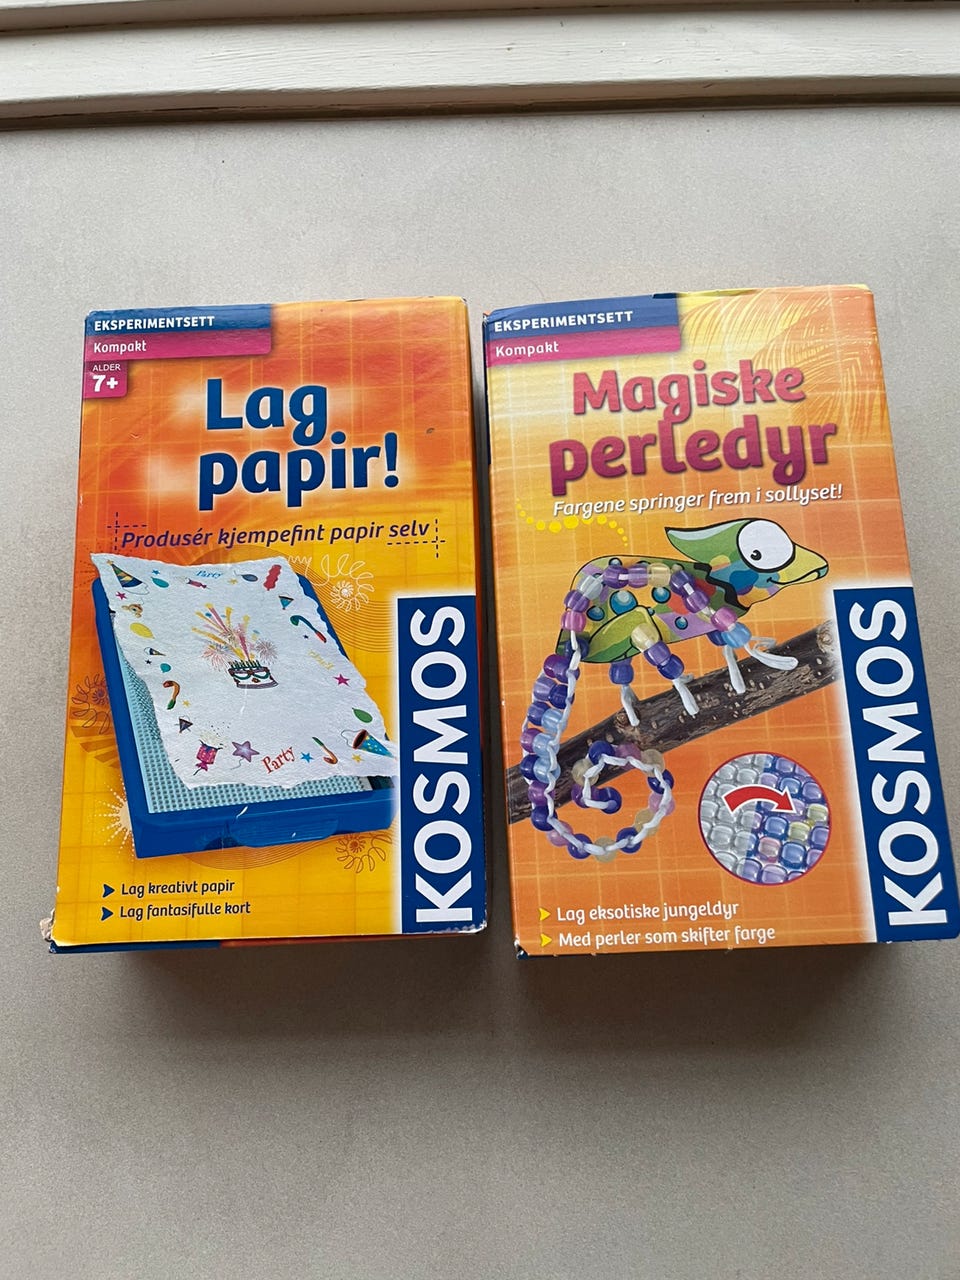 EKSPERIMENTSETT
Kompakt
ALDER
7+
Lag
papir!
Produsér kjempefint papir selv
Party
Party
KOSMOS
Lag kreativt papir
Lag fantasifulle kort
EKSPERIMENTSETT
Kompakt
Magiske
perledyr
Fargene springer frem i sollyset!
KOSMOS
Lag eksotiske jungeldyr
Med perler som skifter farge